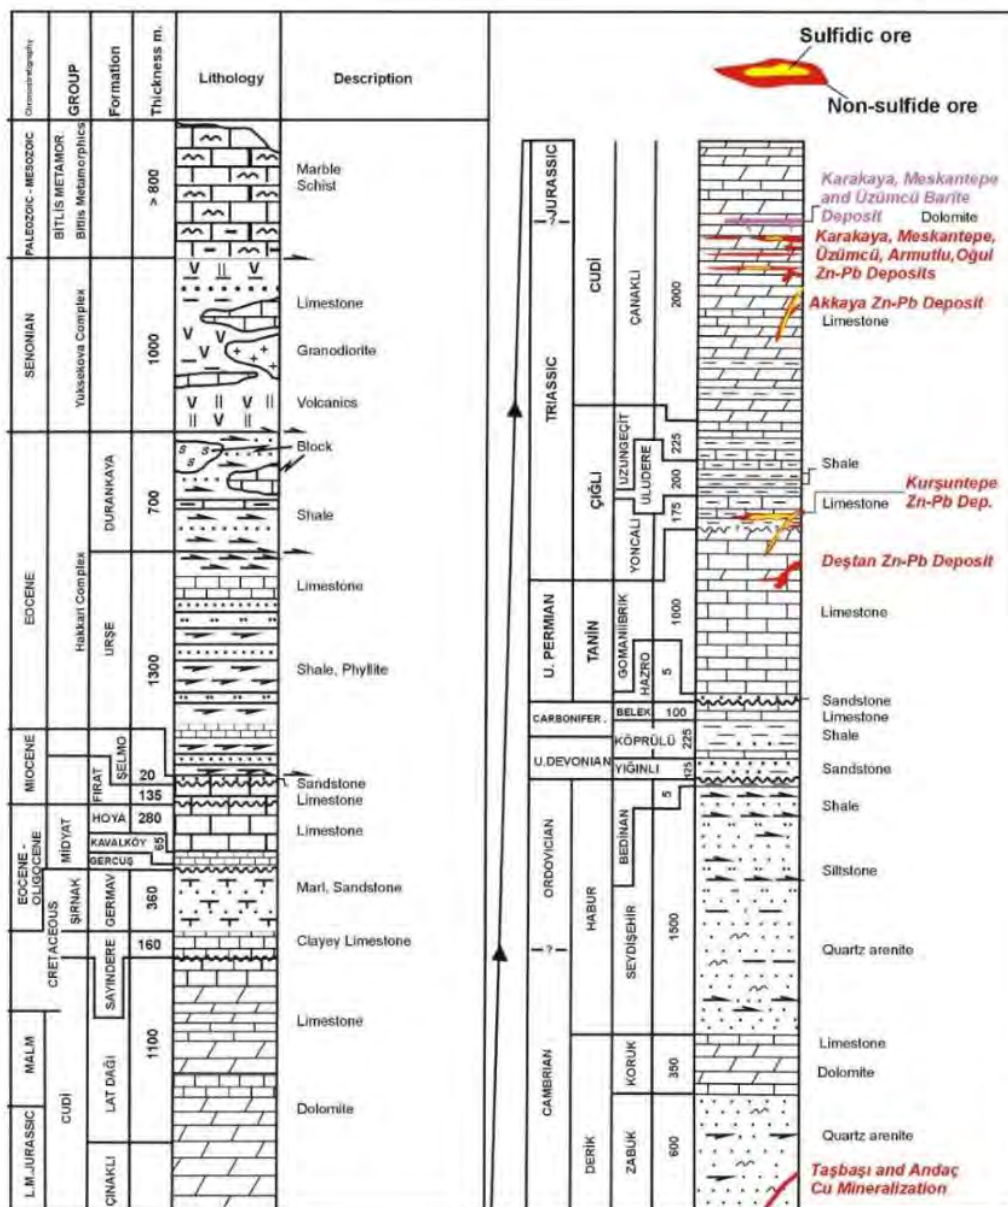 Chronostratigraphy
GROUP
Formation
Thickness m.
Lithology
Description
PALEOZOIC - MESOZOIC
BİTLİS METAMOR.
Bitlis Metamorphics
> 800
Marble
Schist
SENONIAN
Yuksekova Complex
1000
Limestone
Granodiorite
Volcanics
EOCENE
Hakkari Complex
DURANKAYA
700
Block
Shale
URŞE
1300
Limestone
Shale, Phyllite
MIOCENE
ŞELMO
20
Sandstone
FIRAT
135
Limestone
EOCENE -
OLIGOCENE
MİDYAT
HOYA
280
Limestone
KAVALKÖY
65
GERCUŞ
CRETACEOUS
ŞIRNAK
GERMAV
360
Marl, Sandstone
SAYINDERE
160
Clayey Limestone
MALM
CUDİ
LAT DAĞI
1100
Limestone
Dolomite
L.M.JURASSIC
ÇINAKLI
Sulfidic ore
Non-sulfide ore
JURASSIC
?
TRIASSIC
CUDİ
CANAKLI
2000
Karakaya, Meskantepe
and Üzümcü Barite
Deposit
Dolomite
Karakaya, Meskantepe,
Üzümcü, Armutlu,Oğul
Zn-Pb Deposits
Akkaya Zn-Pb Deposit
Limestone
ÇIĞLI
UZUNGEÇİT
225
ULUDERE
200
Shale
YONCALI
175
Limestone
Kurşuntepe
Zn-Pb Dep.
Deştan Zn-Pb Deposit
U. PERMIAN
TANİN
GOMANİİBRİK
1000
Limestone
HAZRO
5
Sandstone
CARBONIFER.
BELEK
100
Limestone
KÖPRÜLÜ
225
Shale
U.DEVONIAN
YIĞINLI
Sandstone
ORDOVICIAN
HABUR
BEDİNAN
5
Shale
Siltstone
SEYDİŞEHİR
1500
?
Quartz arenite
CAMBRIAN
DERİK
KORUK
350
Limestone
Dolomite
ZABUK
600
Quartz arenite
Taşbaşı and Andaç
Cu Mineralization